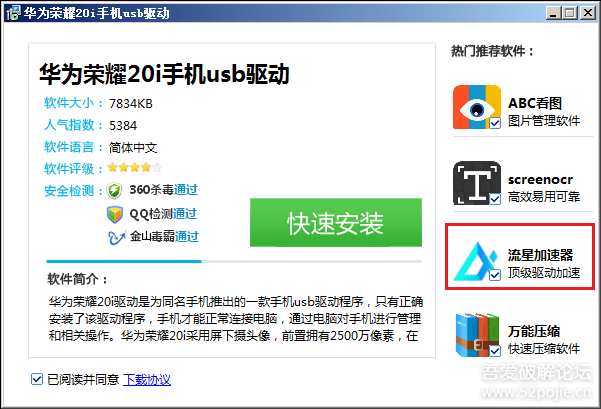 华为荣耀20i手机usb驱动
华为荣耀20i手机usb驱动
软件大小： 7834KB
人气指数： 5384
软件语言： 简体中文
软件评级：
安全检测： 360杀毒通过
QQ检测通过
金山毒霸通过
快速安装
软件简介：
华为荣耀20i驱动是为同名手机推出的一款手机usb驱动程序，只有正确
安装了该驱动程序，手机才能正常连接电脑，通过电脑对手机进行管理
和相关操作。华为荣耀20i采用屏下摄头像，前置拥有2500万像素，在
已阅读并同意 下载协议
热门推荐软件：
ABC看图
图片管理软件
screenocr
高效易用可靠
流星加速器
顶级驱动加速
万能压缩
快速压缩软件
吾爱破解论坛
www.52pojie.cn